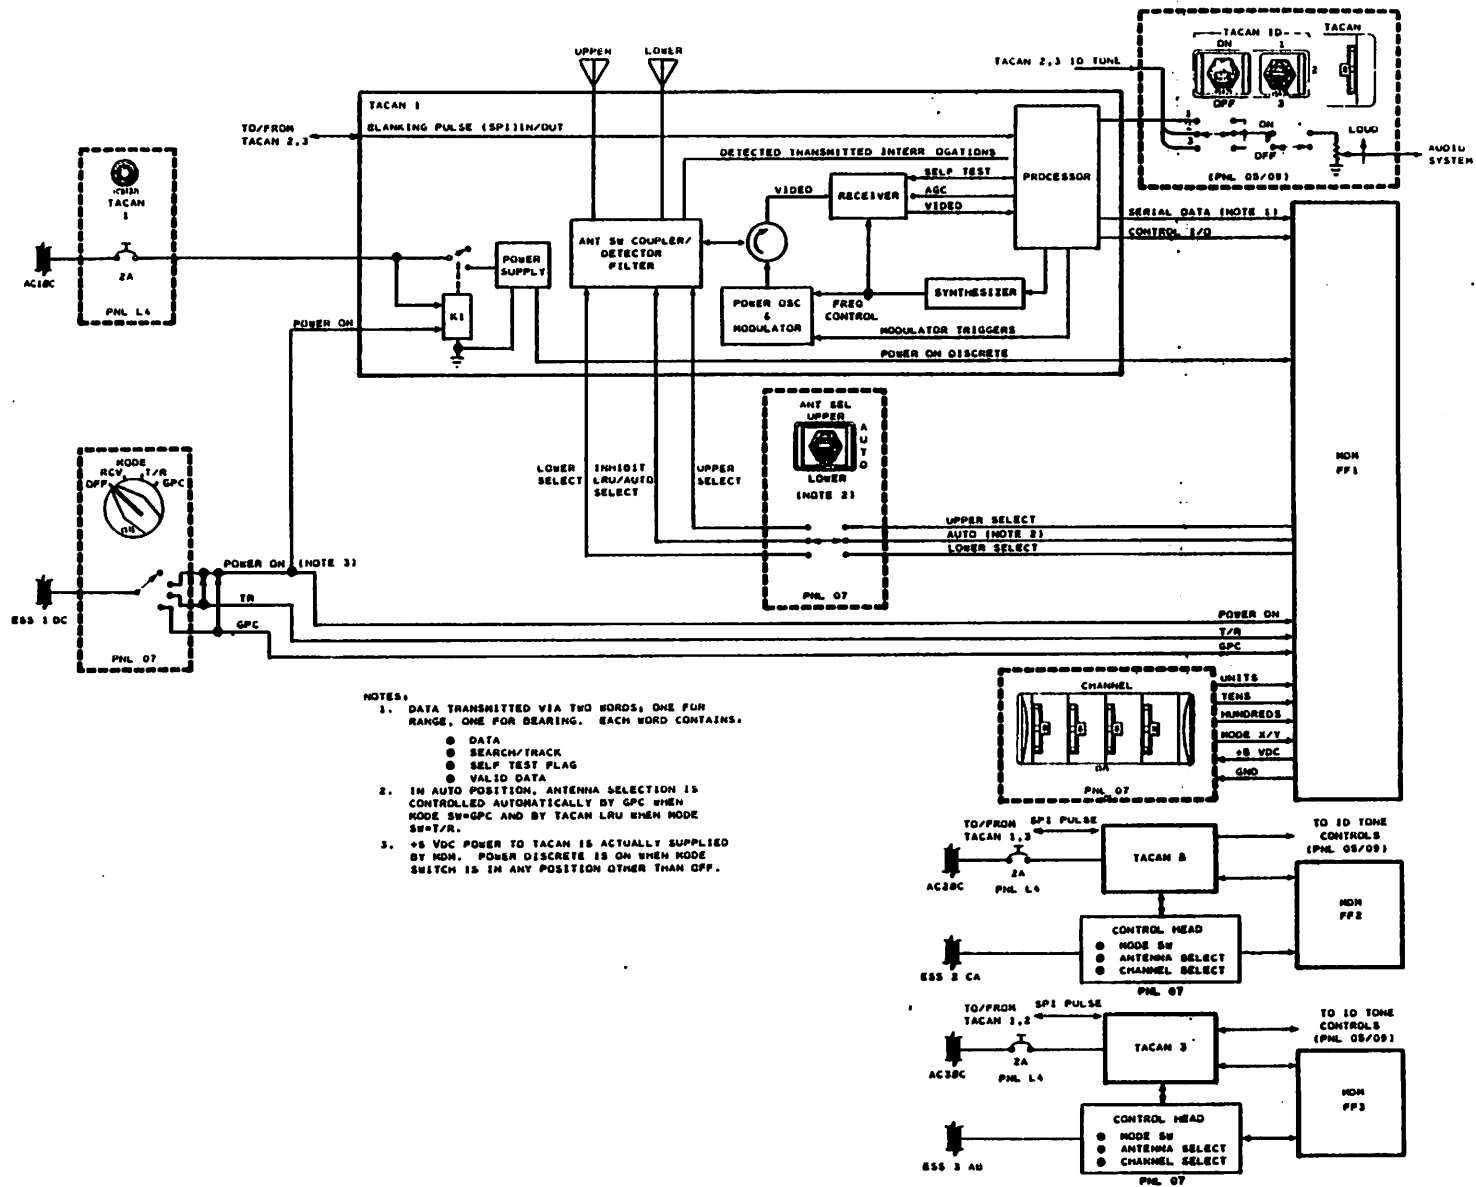 UPPER
LOWER
TACAN 2,3 ID TONE
TACAN ID
TACAN
ON
1
2
OFF
3
ON
OFF
LOUD
(PNL O5/O9)
AUDIO
SYSTEM
TACAN 1
TO/FROM
TACAN 2,3
BLANKING PULSE (SPI)IN/OUT
DETECTED TRANSMITTED INTERR OGATIONS
PROCESSOR
SELF TEST
AGC
VIDEO
VIDEO
RECEIVER
TACAN
1
2A
AC1ØC
PNL L4
ANT SW COUPLER/
DETECTOR
FILTER
POWER
SUPPLY
K1
POWER ON
POWER OSC
&
MODULATOR
FREQ
CONTROL
SYNTHESIZER
MODULATOR TRIGGERS
POWER ON DISCRETE
SERIAL DATA (NOTE 1)
CONTROL I/O
MDM
FF1
ANT SEL
UPPER
AUTO
LOWER
(NOTE 2)
PNL O7
LOWER
SELECT
INHIBIT
LRU/AUTO
SELECT
UPPER
SELECT
UPPER SELECT
AUTO (NOTE 2)
LOWER SELECT
MODE
RCV
T/R
OFF
GPC
ESS 1 DC
PNL O7
POWER ON (NOTE 3)
TR
GPC
POWER ON
T/R
GPC
CHANNEL
PNL O7
UNITS
TENS
HUNDREDS
MODE X/Y
+5 VDC
GND
NOTES:
1. DATA TRANSMITTED VIA TWO WORDS; ONE FOR
RANGE, ONE FOR BEARING. EACH WORD CONTAINS:
● DATA
● SEARCH/TRACK
● SELF TEST FLAG
● VALID DATA
2. IN AUTO POSITION, ANTENNA SELECTION IS
CONTROLLED AUTOMATICALLY BY GPC WHEN
MODE SW=GPC AND BY TACAN LRU WHEN MODE
SW=T/R.
3. +5 VDC POWER TO TACAN IS ACTUALLY SUPPLIED
BY MDM. POWER DISCRETE IS ON WHEN MODE
SWITCH IS IN ANY POSITION OTHER THAN OFF.
TO/FROM
TACAN 1,3
SPI PULSE
AC2ØC
2A
PNL L4
TACAN 2
TO ID TONE
CONTROLS
(PNL O5/O9)
MDM
FF2
ESS 2 CA
CONTROL HEAD
● MODE SW
● ANTENNA SELECT
● CHANNEL SELECT
PNL O7
TO/FROM
TACAN 1,2
SPI PULSE
AC3ØC
2A
PNL L4
TACAN 3
TO ID TONE
CONTROLS
(PNL O5/O9)
MDM
FF3
ESS 3 AB
CONTROL HEAD
● MODE SW
● ANTENNA SELECT
● CHANNEL SELECT
PNL O7